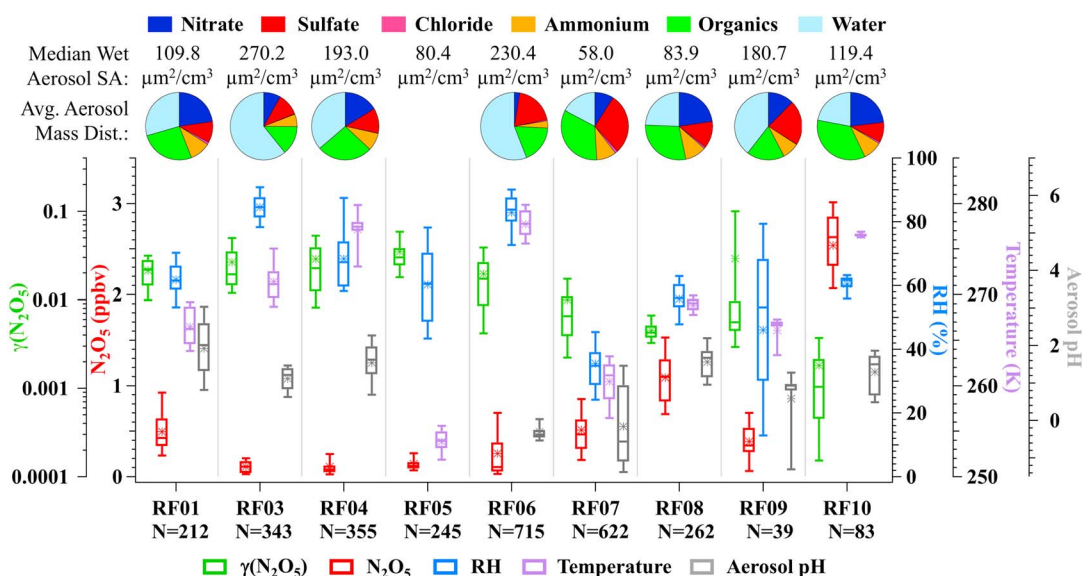 Nitrate Sulfate Chloride Ammonium Organics Water
Median Wet 109.8 270.2 193.0 80.4 230.4 58.0 83.9 180.7 119.4
Aerosol SA: μm²/cm³ μm²/cm³ μm²/cm³ μm²/cm³ μm²/cm³ μm²/cm³ μm²/cm³ μm²/cm³ μm²/cm³
Avg. Aerosol
Mass Dist.:
γ(N₂O₅)
0.1
0.01
0.001
0.0001
N₂O₅ (ppbv)
3
2
1
0
RH (%)
100
80
60
40
20
0
Temperature (K)
280
270
260
250
Aerosol pH
6
4
2
0
RF01 RF03 RF04 RF05 RF06 RF07 RF08 RF09 RF10
N=212 N=343 N=355 N=245 N=715 N=622 N=262 N=39 N=83
γ(N₂O₅) N₂O₅ RH Temperature Aerosol pH